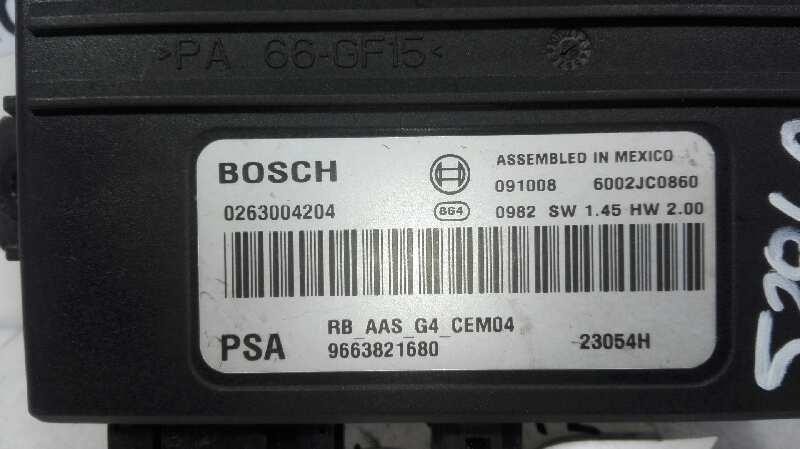 >PA 66-GF15<
BOSCH
ASSEMBLED IN MEXICO
091008 6002JC0860
0263004204
864 0982 SW 1.45 HW 2.00
PSA
RB_AAS_G4_CEM04
9663821680
23054H